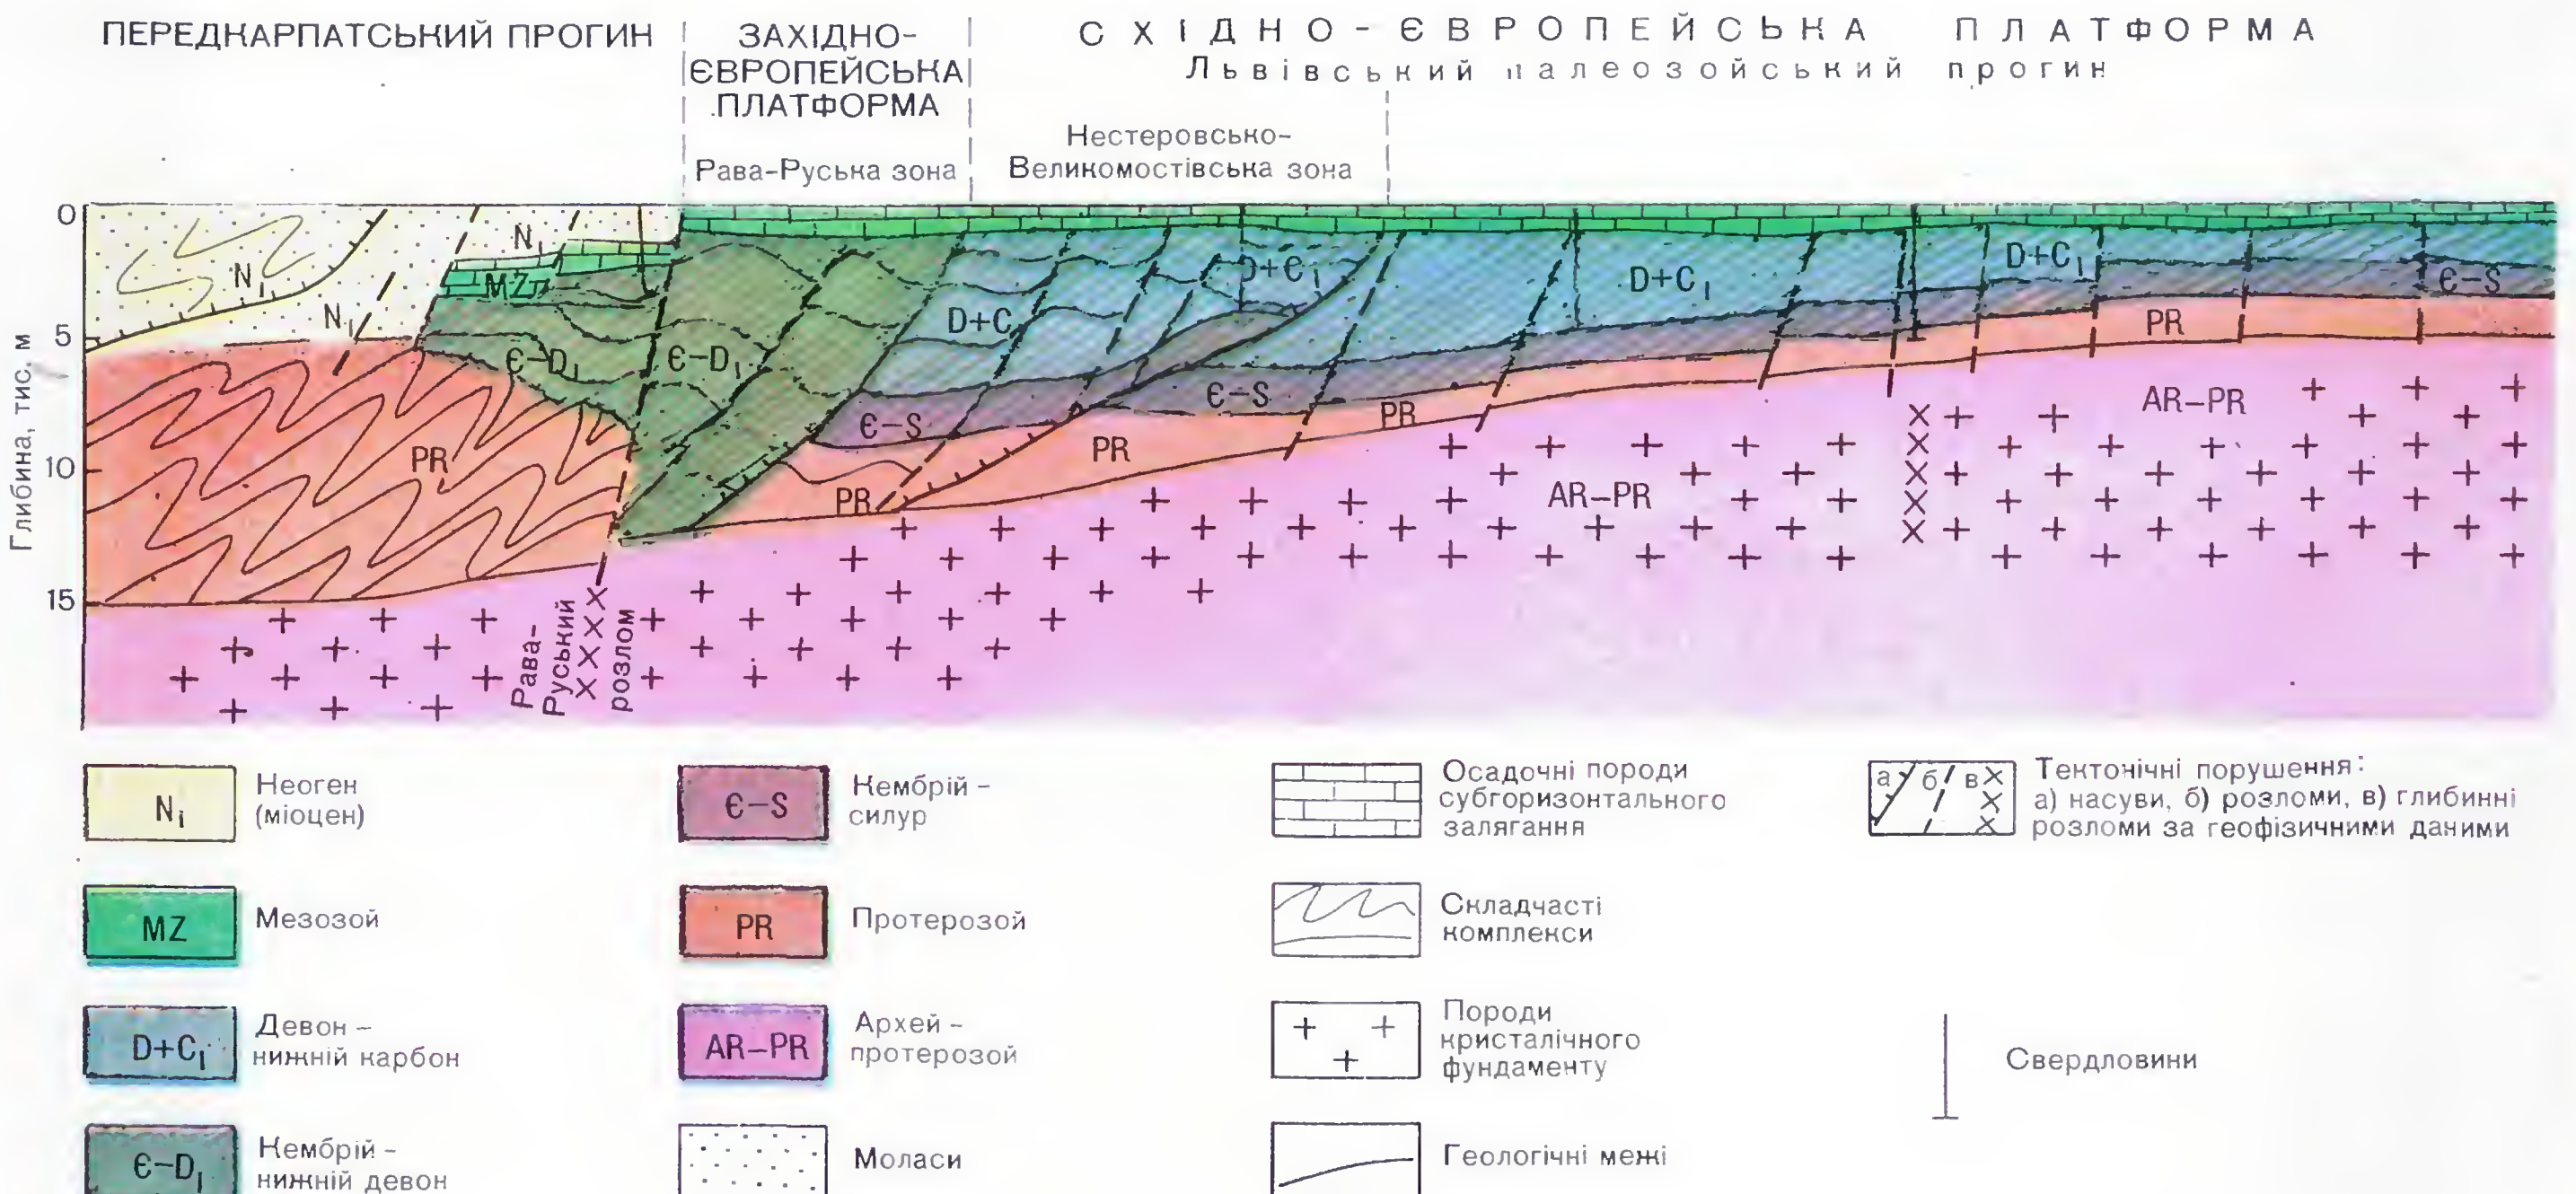 ПЕРЕДКАРПАТСЬКИЙ ПРОГИН
ЗАХІДНО-
ЄВРОПЕЙСЬКА
ПЛАТФОРМА
Рава-Руська зона
СХІДНО-ЄВРОПЕЙСЬКА ПЛАТФОРМА
Львівський палеозойський прогин
Нестеровсько-
Великомостівська зона
Глибина, тис. м
0
5
10
15
N₁
N₁
N₁
MZ
Є-D₁
Є-D₁
D+C
D+Є₁
D+C₁
D+C₁
Є-S
Є-S
Є-S
PR
PR
PR
PR
PR
AR-PR
AR-PR
Рава-
Руський
розлом
N₁
Неоген
(міоцен)
MZ
Мезозой
D+C₁
Девон -
нижній карбон
Є-D₁
Кембрій -
нижній девон
Є-S
Кембрій -
силур
PR
Протерозой
AR-PR
Архей -
протерозой
Моласи
Осадочні породи
субгоризонтального
залягання
Складчасті
комплекси
Породи
кристалічного
фундаменту
Геологічні межі
а б в
Тектонічні порушення:
а) насуви, б) розломи, в) глибинні
розломи за геофізичними даними
Свердловини